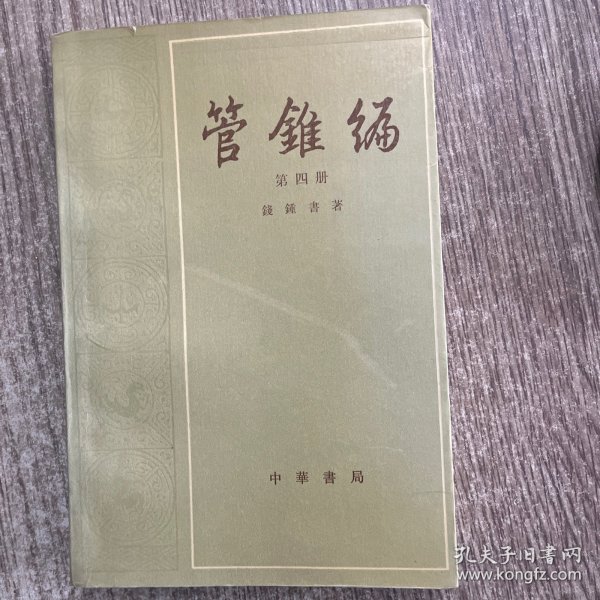 管錐編
第四册
錢鍾書著
中華書局
孔夫子旧书网
www.kongfz.com